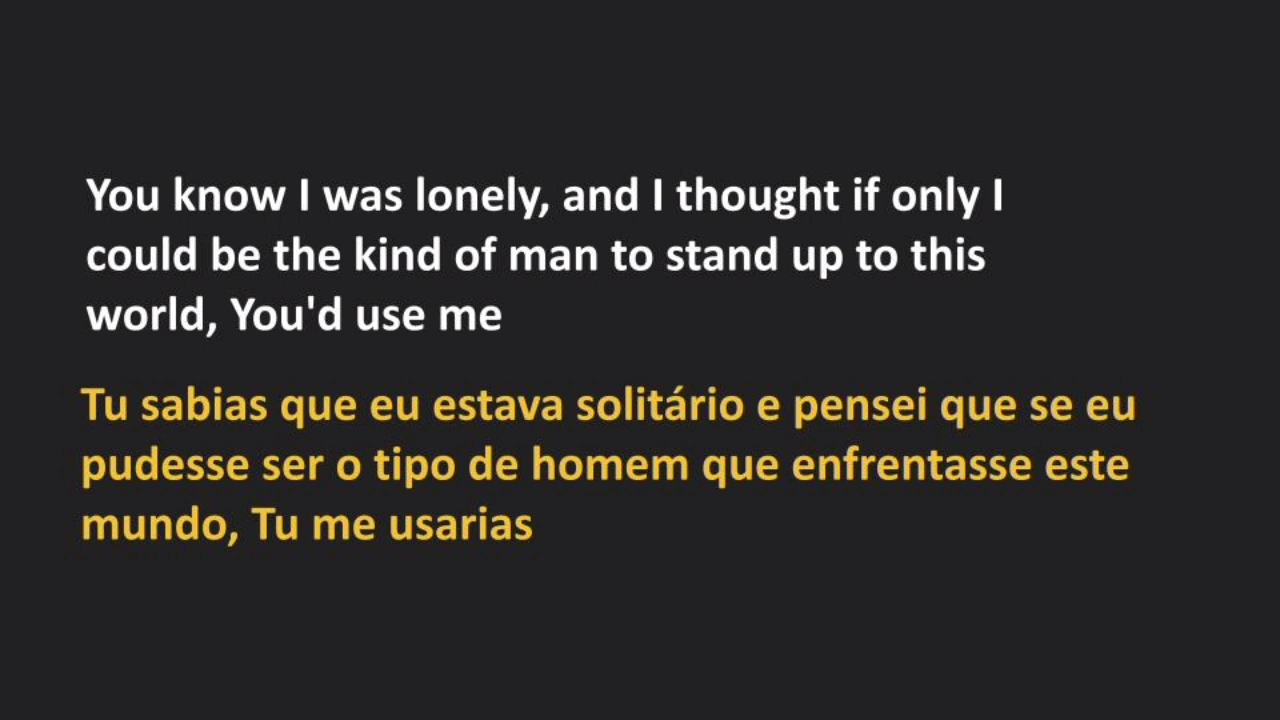 You know I was lonely, and I thought if only I
could be the kind of man to stand up to this
world, You'd use me
Tu sabias que eu estava solitário e pensei que se eu
pudesse ser o tipo de homem que enfrentasse este
mundo, Tu me usarias